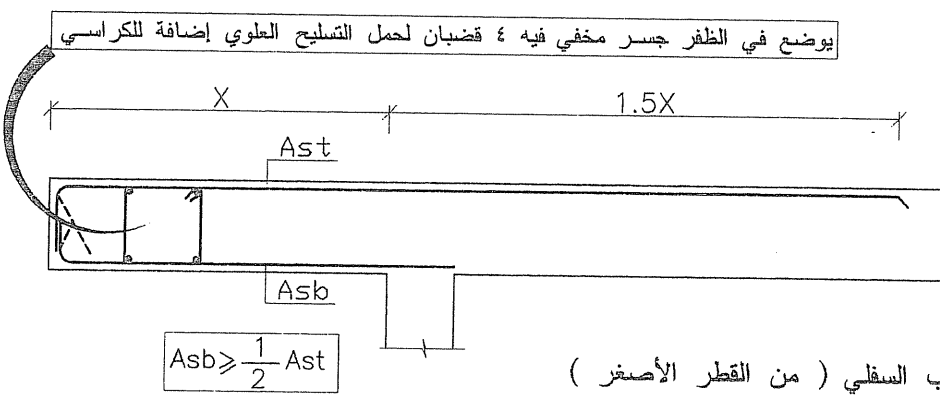 يوضع في الظفر جسر مخفي فيه ٤ قضبان لحمل التسليح العلوي إضافة للكراسي
X 1.5X
Ast
Asb
Asb⩾1/2 Ast
السفلي ( من القطر الأصغر )